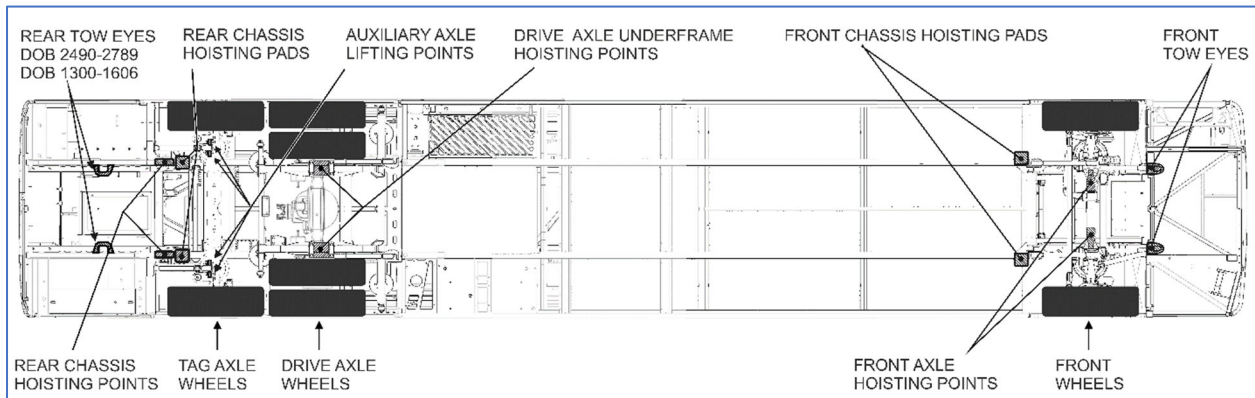 REAR TOW EYES
DOB 2490-2789
DOB 1300-1606
REAR CHASSIS
HOISTING PADS
AUXILIARY AXLE
LIFTING POINTS
DRIVE AXLE UNDERFRAME
HOISTING POINTS
FRONT CHASSIS HOISTING PADS
FRONT
TOW EYES
REAR CHASSIS
HOISTING POINTS
TAG AXLE
WHEELS
DRIVE AXLE
WHEELS
FRONT AXLE
HOISTING POINTS
FRONT
WHEELS